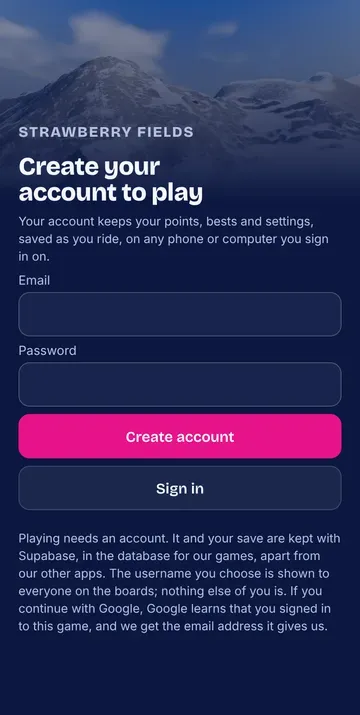 STRAWBERRY FIELDS
Create your
account to play
Your account keeps your points, bests and settings,
saved as you ride, on any phone or computer you sign
in on.
Email
Password
Create account
Sign in
Playing needs an account. It and your save are kept with
Supabase, in the database for our games, apart from
our other apps. The username you choose is shown to
everyone on the boards; nothing else of you is. If you
continue with Google, Google learns that you signed in
to this game, and we get the email address it gives us.